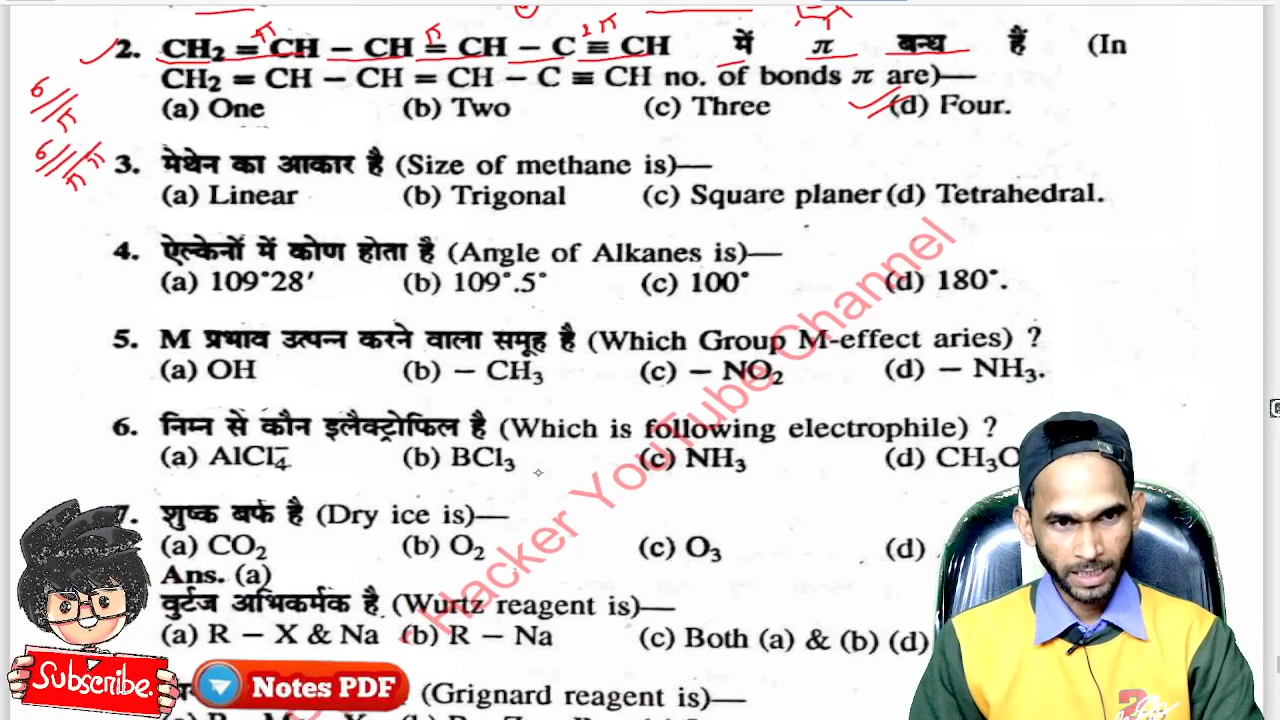 π π 2π
2. CH₂ = CH – CH = CH – C ≡ CH में π बन्ध हैं (In
CH₂ = CH – CH = CH – C ≡ CH no. of bonds π are)—
(a) One (b) Two (c) Three (d) Four.
3. मेथेन का आकार है (Size of methane is)—
(a) Linear (b) Trigonal (c) Square planer (d) Tetrahedral.
4. ऐल्केनों में कोण होता है (Angle of Alkanes is)—
(a) 109°28′ (b) 109°.5° (c) 100° (d) 180°.
5. M प्रभाव उत्पन्न करने वाला समूह है (Which Group M-effect aries) ?
(a) OH (b) – CH₃ (c) – NO₂ (d) – NH₃.
6. निम्न से कौन इलैक्ट्रोफिल है (Which is following electrophile) ?
(a) AlCl₄⁻ (b) BCl₃ (c) NH₃ (d) CH₃O
7. शुष्क बर्फ है (Dry ice is)—
(a) CO₂ (b) O₂ (c) O₃ (d)
Ans. (a)
वुर्टज अभिकर्मक है (Wurtz reagent is)—
(a) R – X & Na (b) R – Na (c) Both (a) & (b) (d)
(Grignard reagent is)—
Hacker YouTube Channel
Subscribe.
Notes PDF